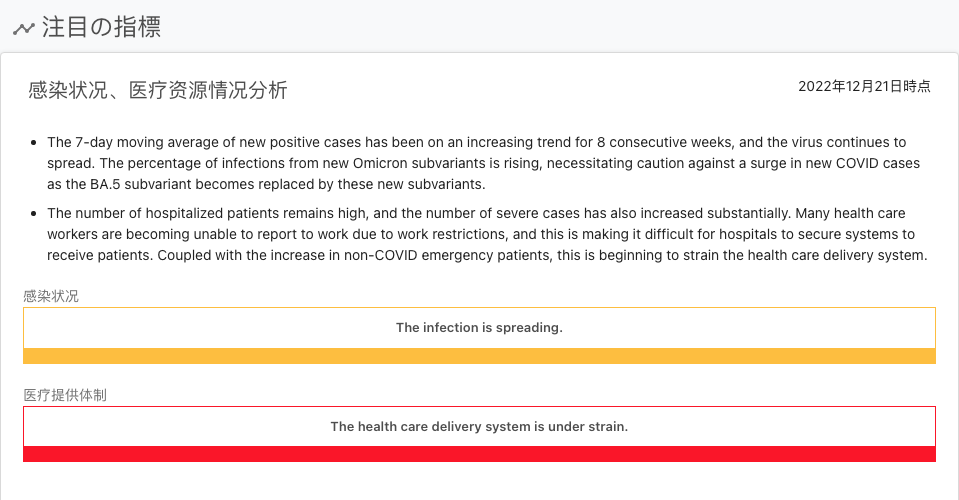 注目の指標
感染状况、医疗资源情况分析
2022年12月21日時点
The 7-day moving average of new positive cases has been on an increasing trend for 8 consecutive weeks, and the virus continues to
spread. The percentage of infections from new Omicron subvariants is rising, necessitating caution against a surge in new COVID cases
as the BA.5 subvariant becomes replaced by these new subvariants.
The number of hospitalized patients remains high, and the number of severe cases has also increased substantially. Many health care
workers are becoming unable to report to work due to work restrictions, and this is making it difficult for hospitals to secure systems to
receive patients. Coupled with the increase in non-COVID emergency patients, this is beginning to strain the health care delivery system.
感染状况
The infection is spreading.
医疗提供体制
The health care delivery system is under strain.